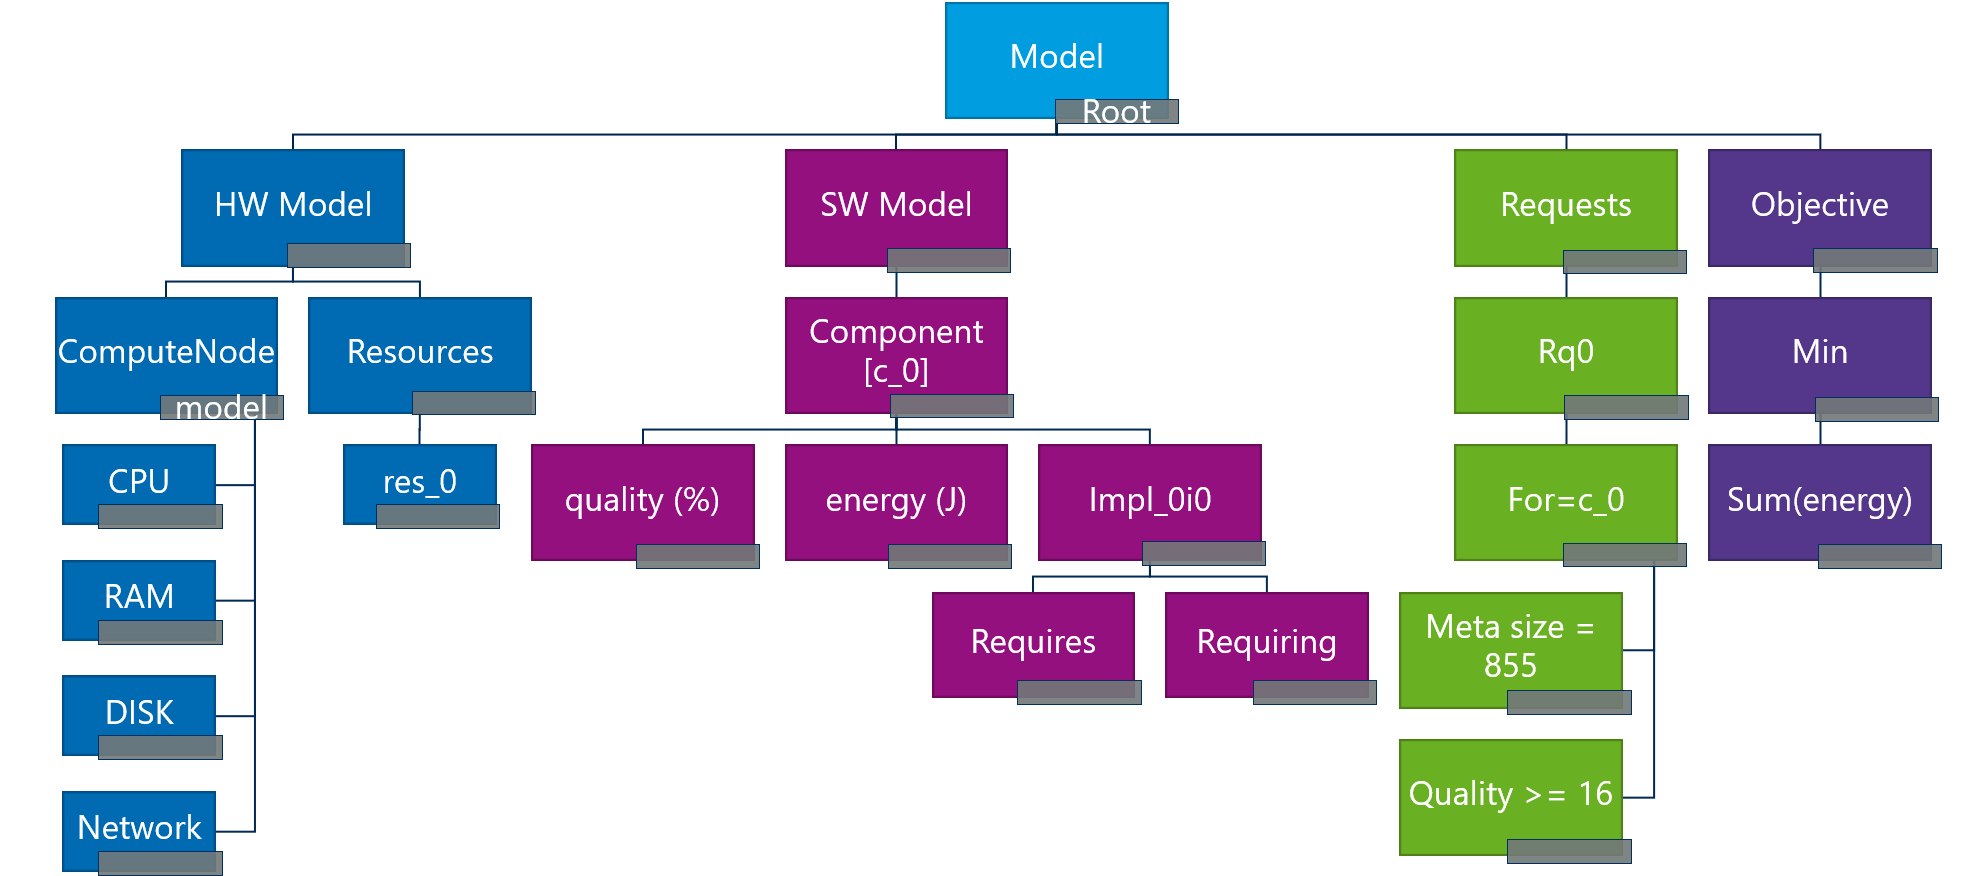 Model
Root
HW Model
SW Model
Requests
Objective
ComputeNode
model
Resources
Component
[c_0]
Rq0
Min
CPU
res_0
quality (%)
energy (J)
Impl_0i0
For=c_0
Sum(energy)
RAM
Requires
Requiring
Meta size =
855
DISK
Quality >= 16
Network